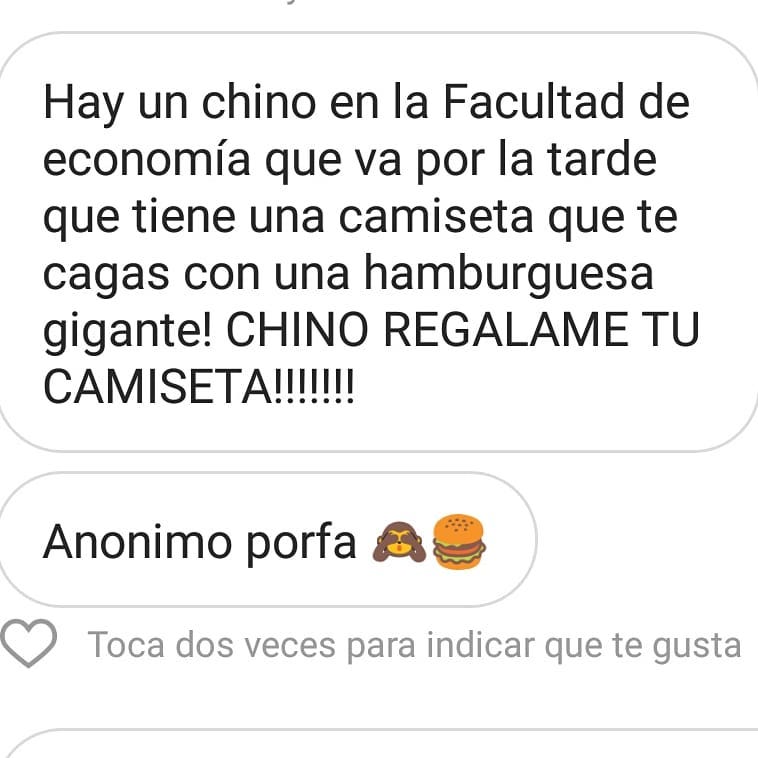 Hay un chino en la Facultad de
economía que va por la tarde
que tiene una camiseta que te
cagas con una hamburguesa
gigante! CHINO REGALAME TU
CAMISETA!!!!!!!
Anonimo porfa 🙈🍔
Toca dos veces para indicar que te gusta